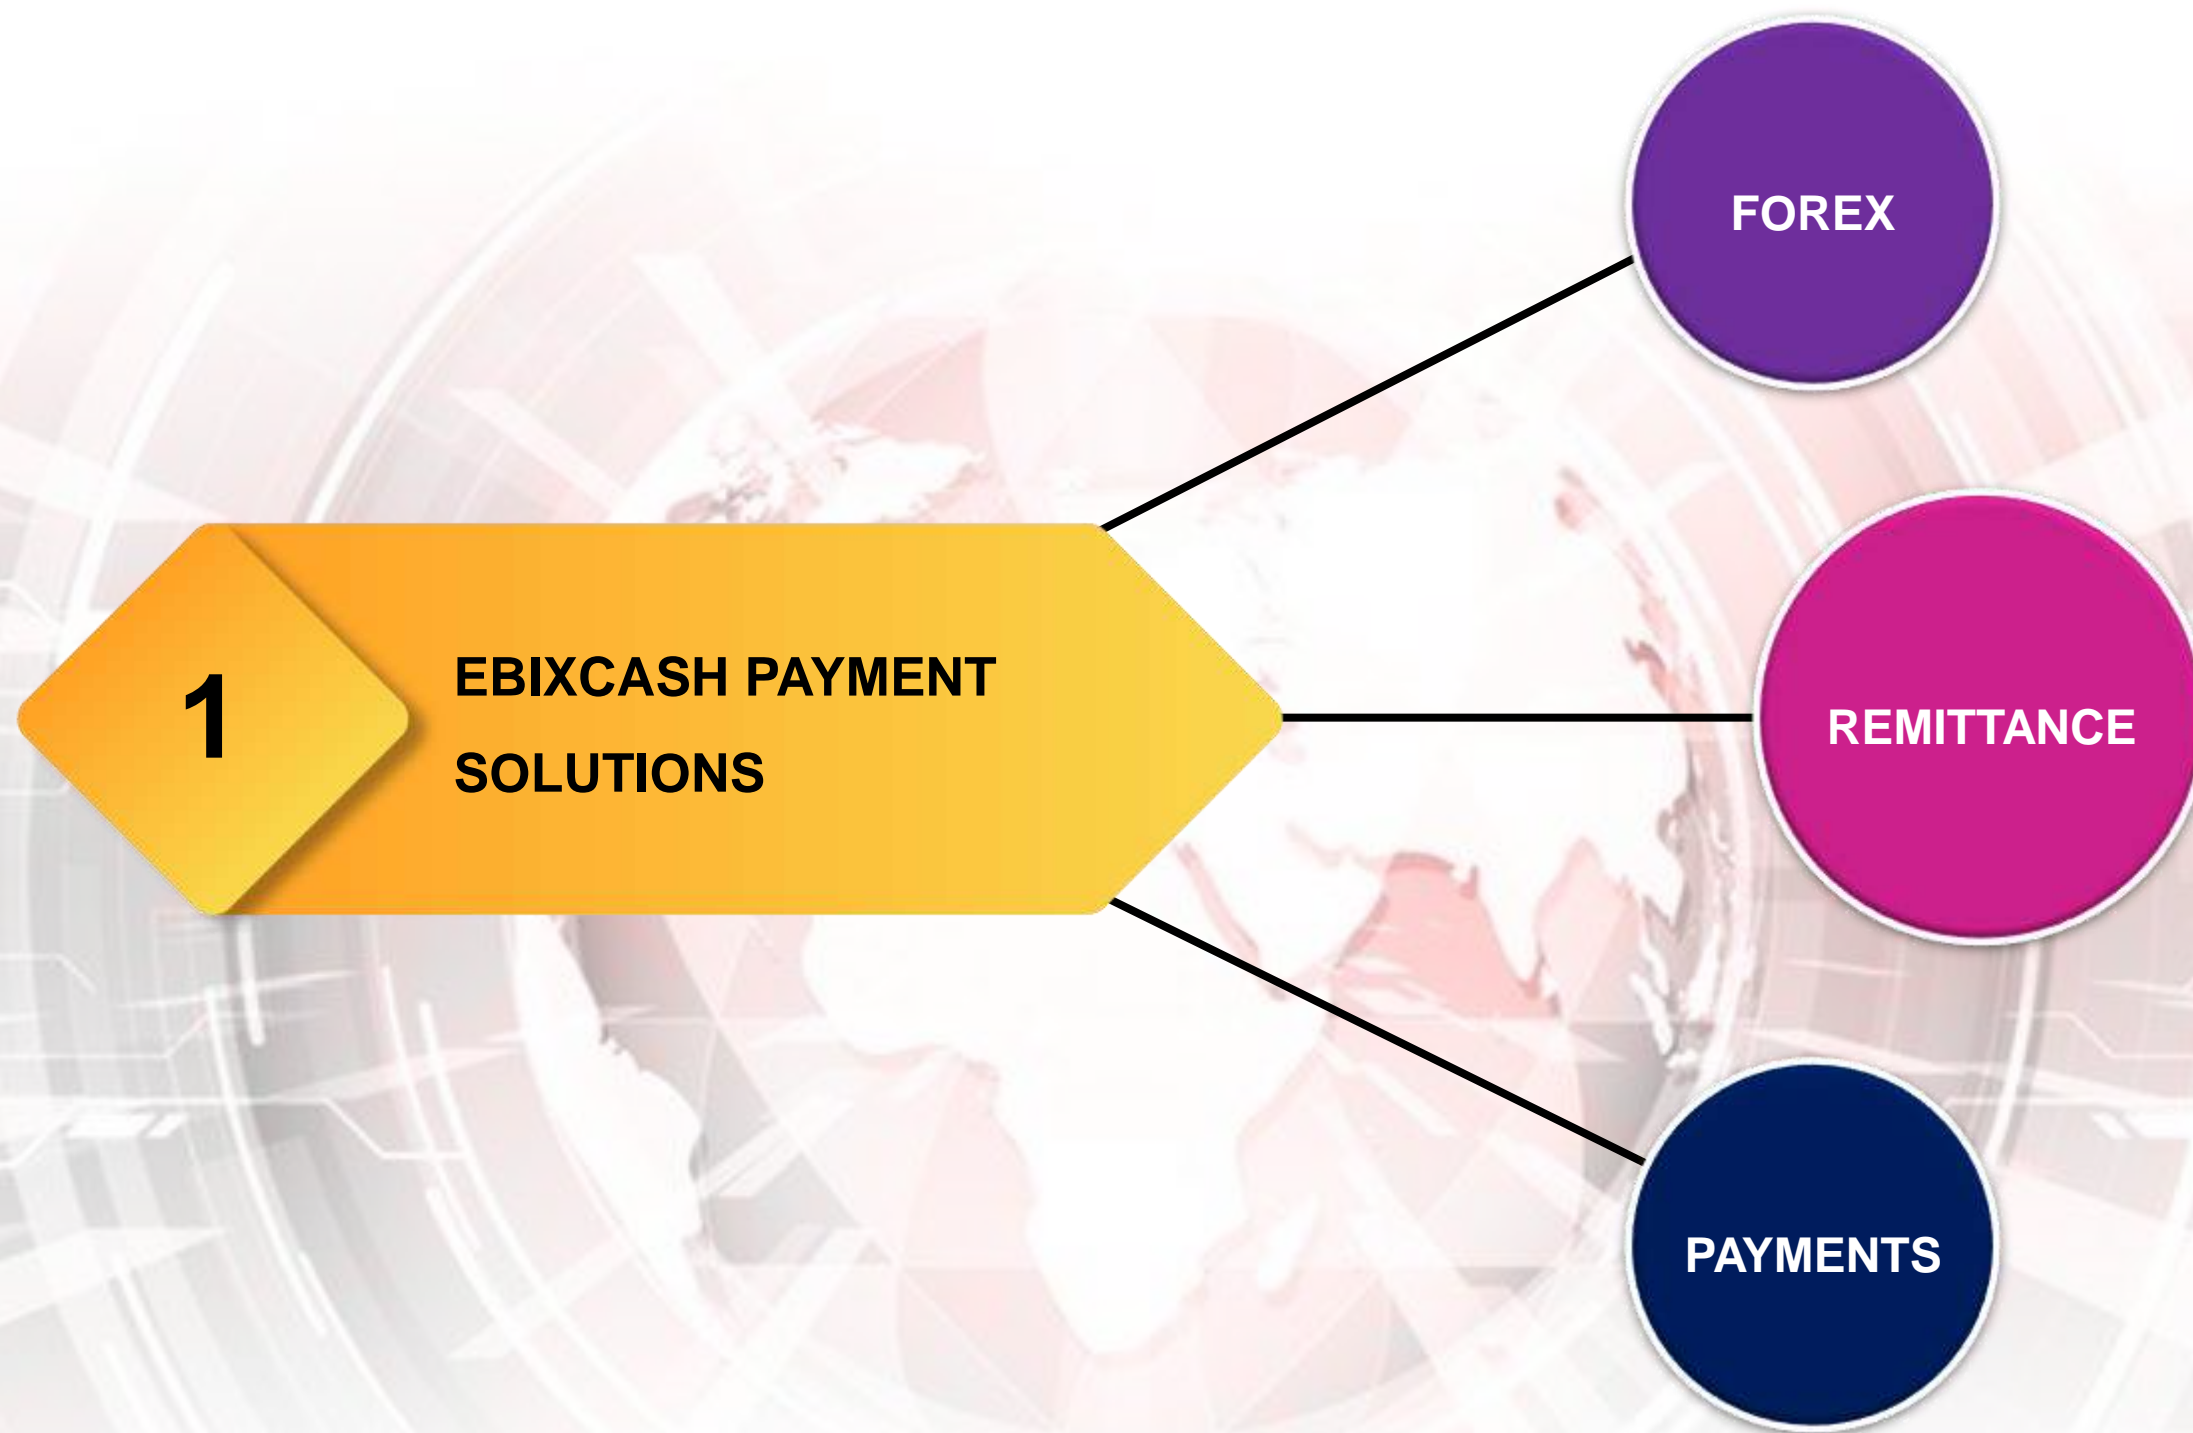 1
EBIXCASH PAYMENT
SOLUTIONS
FOREX
REMITTANCE
PAYMENTS